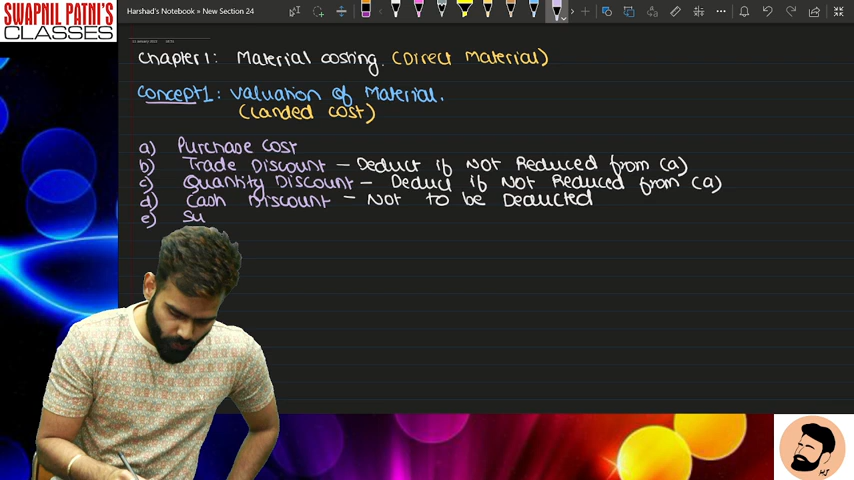 SWAPNIL PATNI'S
CLASSES
Harshad's Notebook » New Section 24
Chapter 1: Material costing. (Direct Material)
Concept 1: Valuation of Material.
(Landed cost)
a) Purchase Cost
b) Trade Discount - Deduct if Not Reduced from (a)
c) Quantity Discount - Deduct if Not Reduced from (a)
d) Cash Discount - Not to be Deducted
e) Su
HS